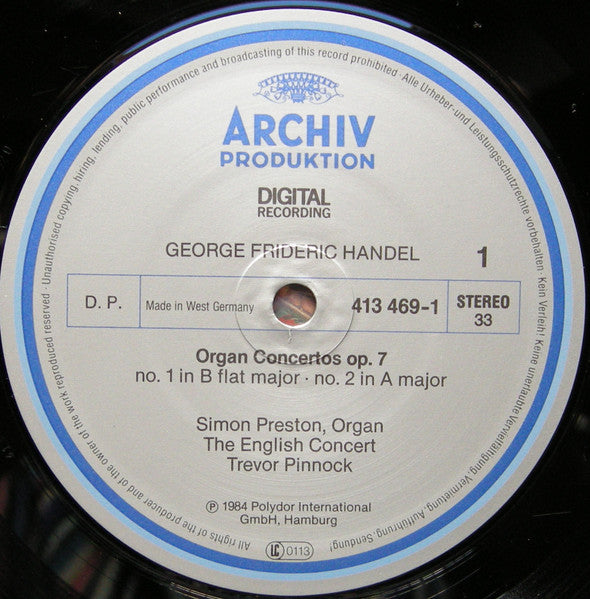 All rights of the producer and of the owner of the work reproduced reserved · Unauthorised copying, hiring, lending, public performance and broadcasting of this record prohibited · Alle Urheber- und Leistungsschutzrechte vorbehalten · Kein Verleih! Keine unerlaubte Vervielfältigung, Vermietung, Aufführung, Sendung!
ARCHIV
PRODUKTION
DIGITAL
RECORDING
GEORGE FRIDERIC HANDEL
1
D. P.
Made in West Germany
413 469-1
STEREO
33
Organ Concertos op. 7
no. 1 in B flat major · no. 2 in A major
Simon Preston, Organ
The English Concert
Trevor Pinnock
℗ 1984 Polydor International
GmbH, Hamburg
LC 0113